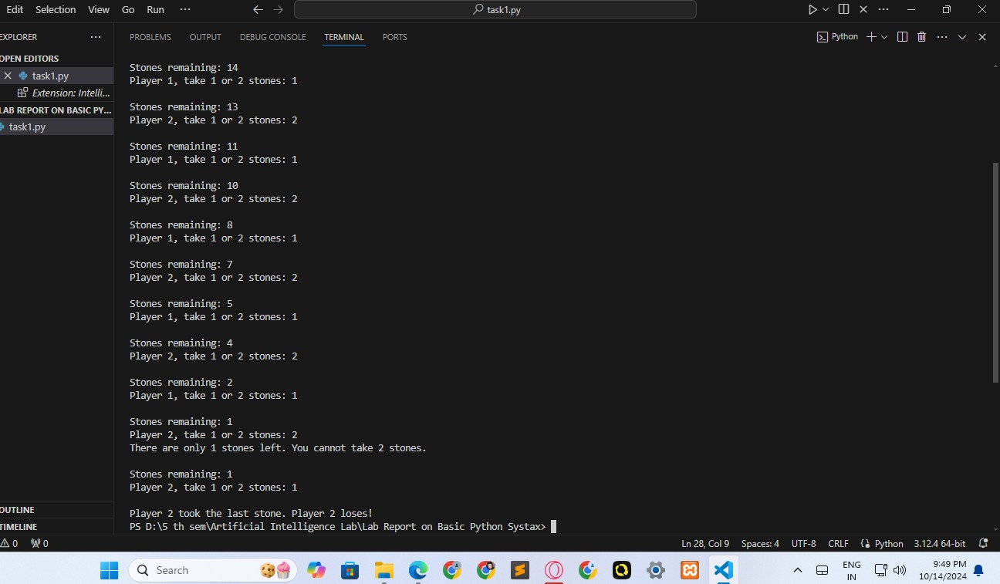 Edit Selection View Go Run ...
task1.py
EXPLORER
OPEN EDITORS
task1.py
Extension: Intelli...
LAB REPORT ON BASIC PY...
task1.py
OUTLINE
TIMELINE
PROBLEMS OUTPUT DEBUG CONSOLE TERMINAL PORTS
Python
Stones remaining: 14
Player 1, take 1 or 2 stones: 1
Stones remaining: 13
Player 2, take 1 or 2 stones: 2
Stones remaining: 11
Player 1, take 1 or 2 stones: 1
Stones remaining: 10
Player 2, take 1 or 2 stones: 2
Stones remaining: 8
Player 1, take 1 or 2 stones: 1
Stones remaining: 7
Player 2, take 1 or 2 stones: 2
Stones remaining: 5
Player 1, take 1 or 2 stones: 1
Stones remaining: 4
Player 2, take 1 or 2 stones: 2
Stones remaining: 2
Player 1, take 1 or 2 stones: 1
Stones remaining: 1
Player 2, take 1 or 2 stones: 2
There are only 1 stones left. You cannot take 2 stones.
Stones remaining: 1
Player 2, take 1 or 2 stones: 1
Player 2 took the last stone. Player 2 loses!
PS D:\5 th sem\Artificial Intelligence Lab\Lab Report on Basic Python Systax>
0 0 Ln 28, Col 9 Spaces: 4 UTF-8 CRLF Python 3.12.4 64-bit
Search
ENG
IN
9:49 PM
10/14/2024